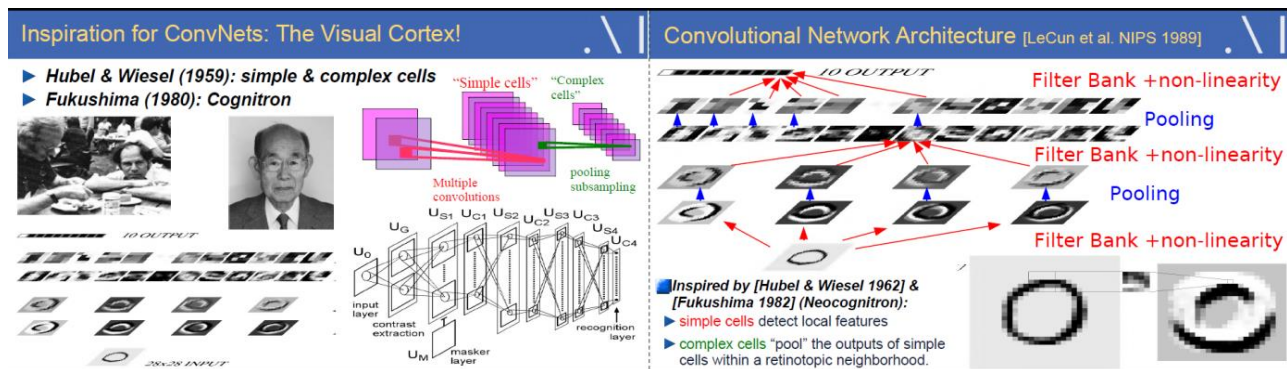 Inspiration for ConvNets: The Visual Cortex!
Hubel & Wiesel (1959): simple & complex cells
Fukushima (1980): Cognitron
“Simple cells”
“Complex
cells”
Multiple
convolutions
pooling
subsampling
10 OUTPUT
28x28 INPUT
U0
UG
US1
UC1
US2
UC2
US3
UC3
US4
UC4
input
layer
contrast
extraction
UM
masker
layer
recognition
layer
Convolutional Network Architecture [LeCun et al. NIPS 1989]
10 OUTPUT
Filter Bank +non-linearity
Pooling
Filter Bank +non-linearity
Pooling
Filter Bank +non-linearity
Inspired by [Hubel & Wiesel 1962] &
[Fukushima 1982] (Neocognitron):
simple cells detect local features
complex cells “pool” the outputs of simple
cells within a retinotopic neighborhood.